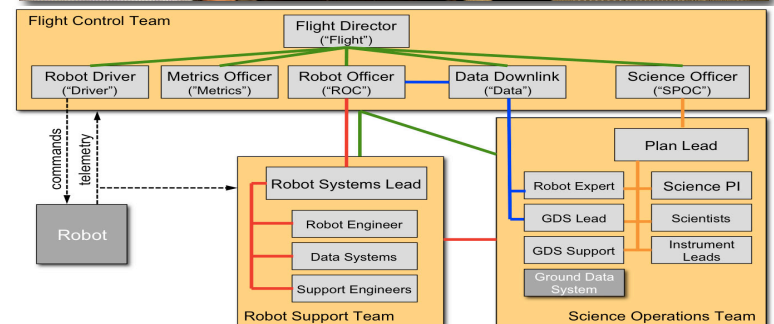 Flight Control Team
Flight Director
("Flight")
Robot Driver
("Driver")
Metrics Officer
("Metrics")
Robot Officer
("ROC")
Data Downlink
("Data")
Science Officer
("SPOC")
commands
telemetry
Robot
Robot Systems Lead
Robot Engineer
Data Systems
Support Engineers
Robot Support Team
Plan Lead
Robot Expert
Science PI
GDS Lead
Scientists
GDS Support
Instrument
Leads
Ground Data
System
Science Operations Team